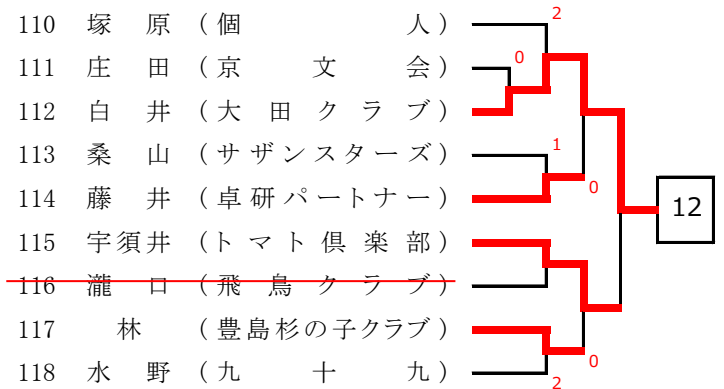 110 塚 原 (個 人) 2
111 庄 田 (京 文 会) 0
112 白 井 (大 田 ク ラ ブ)
113 桑 山 (サ ザ ン ス タ ー ズ) 1
114 藤 井 (卓 研 パ ー ト ナ ー) 0
12
115 宇須井 (ト マ ト 倶 楽 部)
116 瀧 口 (飛 鳥 ク ラ ブ)
117 林 (豊島杉の子クラブ) 0
118 水 野 (九 十 九) 2